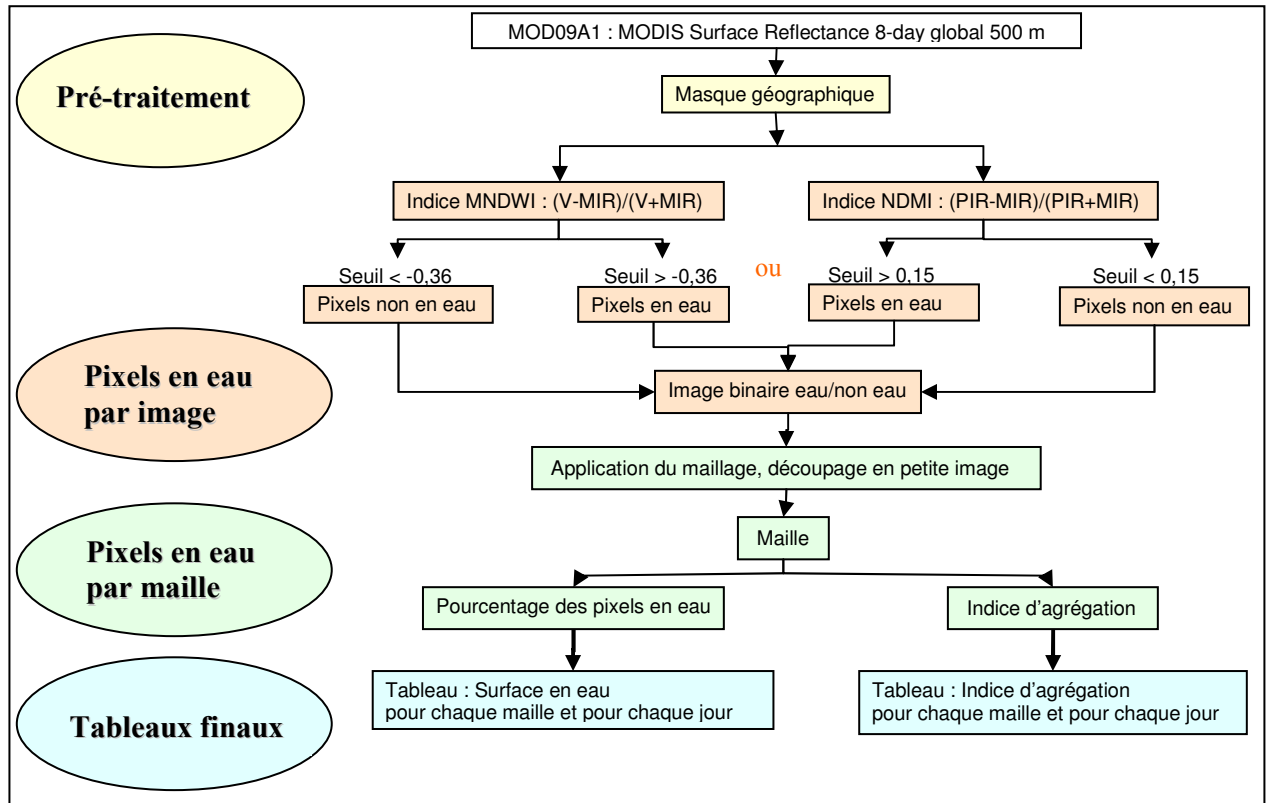 MOD09A1 : MODIS Surface Reflectance 8-day global 500 m
Pré-traitement
Masque géographique
Indice MNDWI : (V-MIR)/(V+MIR)
Indice NDMI : (PIR-MIR)/(PIR+MIR)
Seuil < -0,36
Seuil > -0,36
ou
Seuil > 0,15
Seuil < 0,15
Pixels non en eau
Pixels en eau
Pixels en eau
Pixels non en eau
Pixels en eau
par image
Image binaire eau/non eau
Application du maillage, découpage en petite image
Pixels en eau
par maille
Maille
Pourcentage des pixels en eau
Indice d'agrégation
Tableaux finaux
Tableau : Surface en eau
pour chaque maille et pour chaque jour
Tableau : Indice d'agrégation
pour chaque maille et pour chaque jour